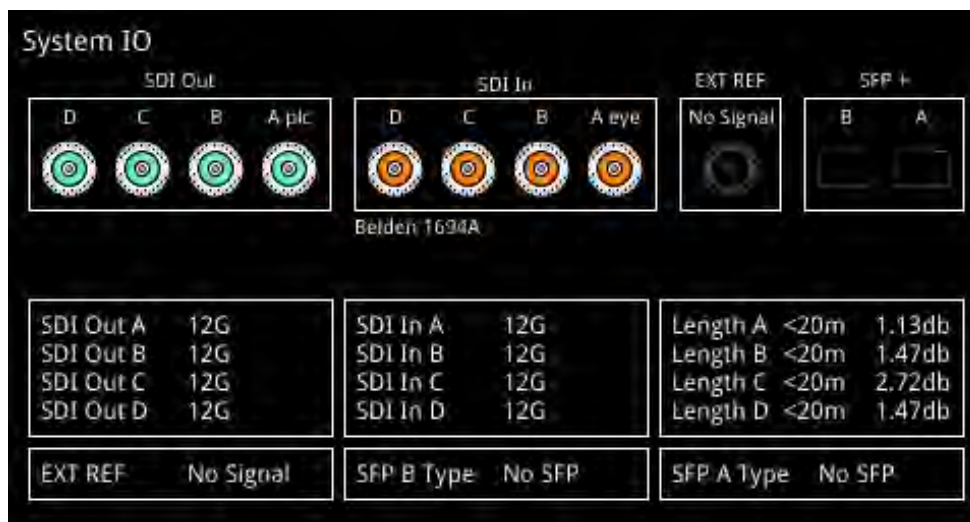 System IO
SDI Out SDI In EXT REF SFP +
D C B A plc D C B A eye No Signal B A
Belden 1694A
SDI Out A 12G SDI In A 12G Length A <20m 1.13db
SDI Out B 12G SDI In B 12G Length B <20m 1.47db
SDI Out C 12G SDI In C 12G Length C <20m 2.72db
SDI Out D 12G SDI In D 12G Length D <20m 1.47db
EXT REF No Signal SFP B Type No SFP SFP A Type No SFP